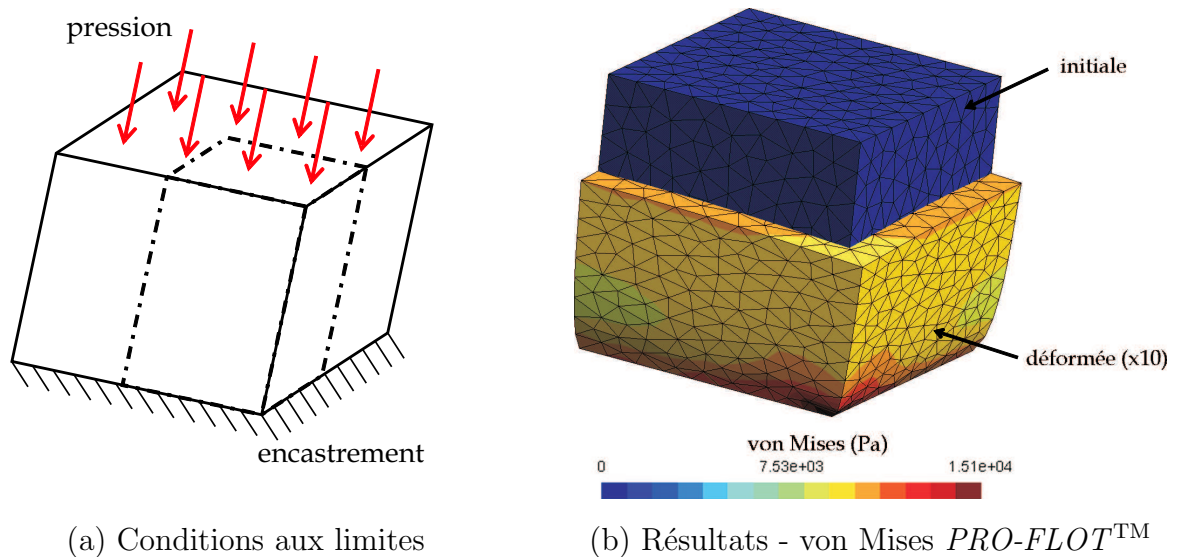 pression
encastrement
(a) Conditions aux limites
initiale
déformée (x10)
von Mises (Pa)
0 7.53e+03 1.51e+04
(b) Résultats - von Mises PRO-FLOT™